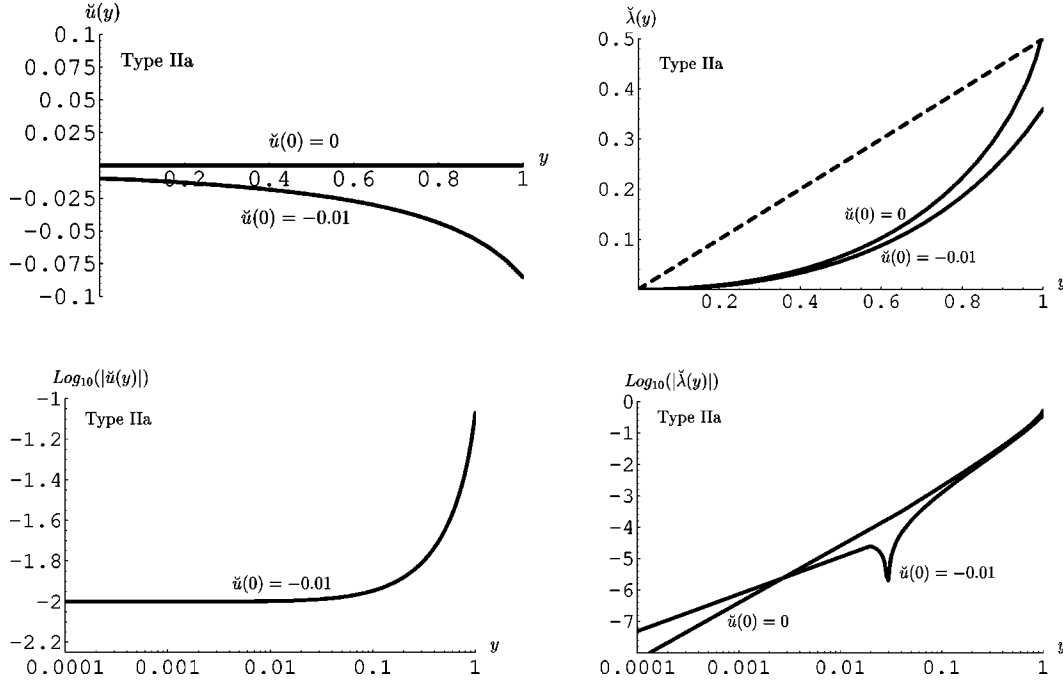 ŭ(y)
0.1
0.075
0.05
0.025
Type IIa
ŭ(0) = 0
y
0.2 0.4 0.6 0.8 1
-0.025
-0.05
-0.075
-0.1
ŭ(0) = −0.01
λ̆(y)
0.5
0.4
0.3
0.2
0.1
Type IIa
ŭ(0) = 0
ŭ(0) = −0.01
y
0.2 0.4 0.6 0.8 1
Log₁₀(|ŭ(y)|)
-1
-1.2
-1.4
-1.6
-1.8
-2
-2.2
Type IIa
ŭ(0) = −0.01
y
0.0001 0.001 0.01 0.1 1
Log₁₀(|λ̆(y)|)
0
-1
-2
-3
-4
-5
-6
-7
Type IIa
ŭ(0) = −0.01
ŭ(0) = 0
y
0.0001 0.001 0.01 0.1 1